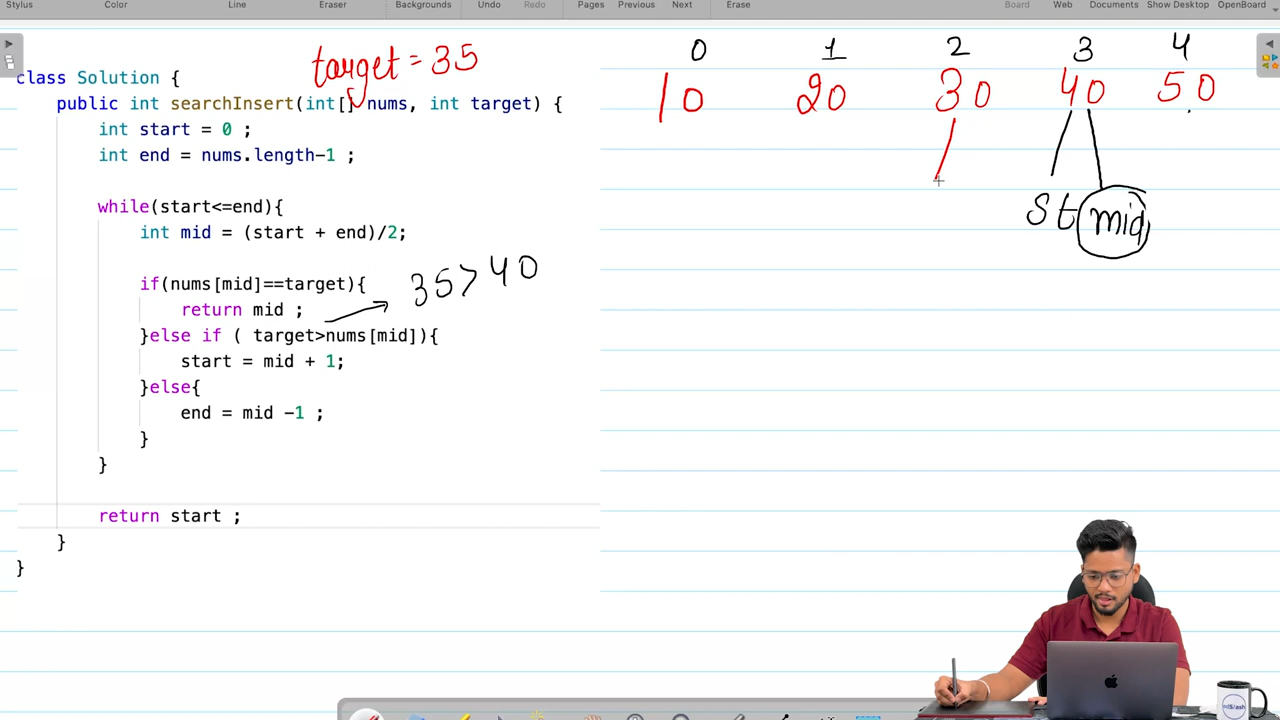 Stylus Color Line Eraser Backgrounds Undo Redo Pages Previous Next Erase Board Web Documents Show Desktop OpenBoard
target = 35
0 1 2 3 4
10 20 30 40 50
class Solution {
public int searchInsert(int[] nums, int target) {
int start = 0 ;
int end = nums.length-1 ;
while(start<=end){
int mid = (start + end)/2;
St mid
if(nums[mid]==target){
35>40
return mid ;
}else if ( target>nums[mid]){
start = mid + 1;
}else{
end = mid -1 ;
}
}
return start ;
}
}